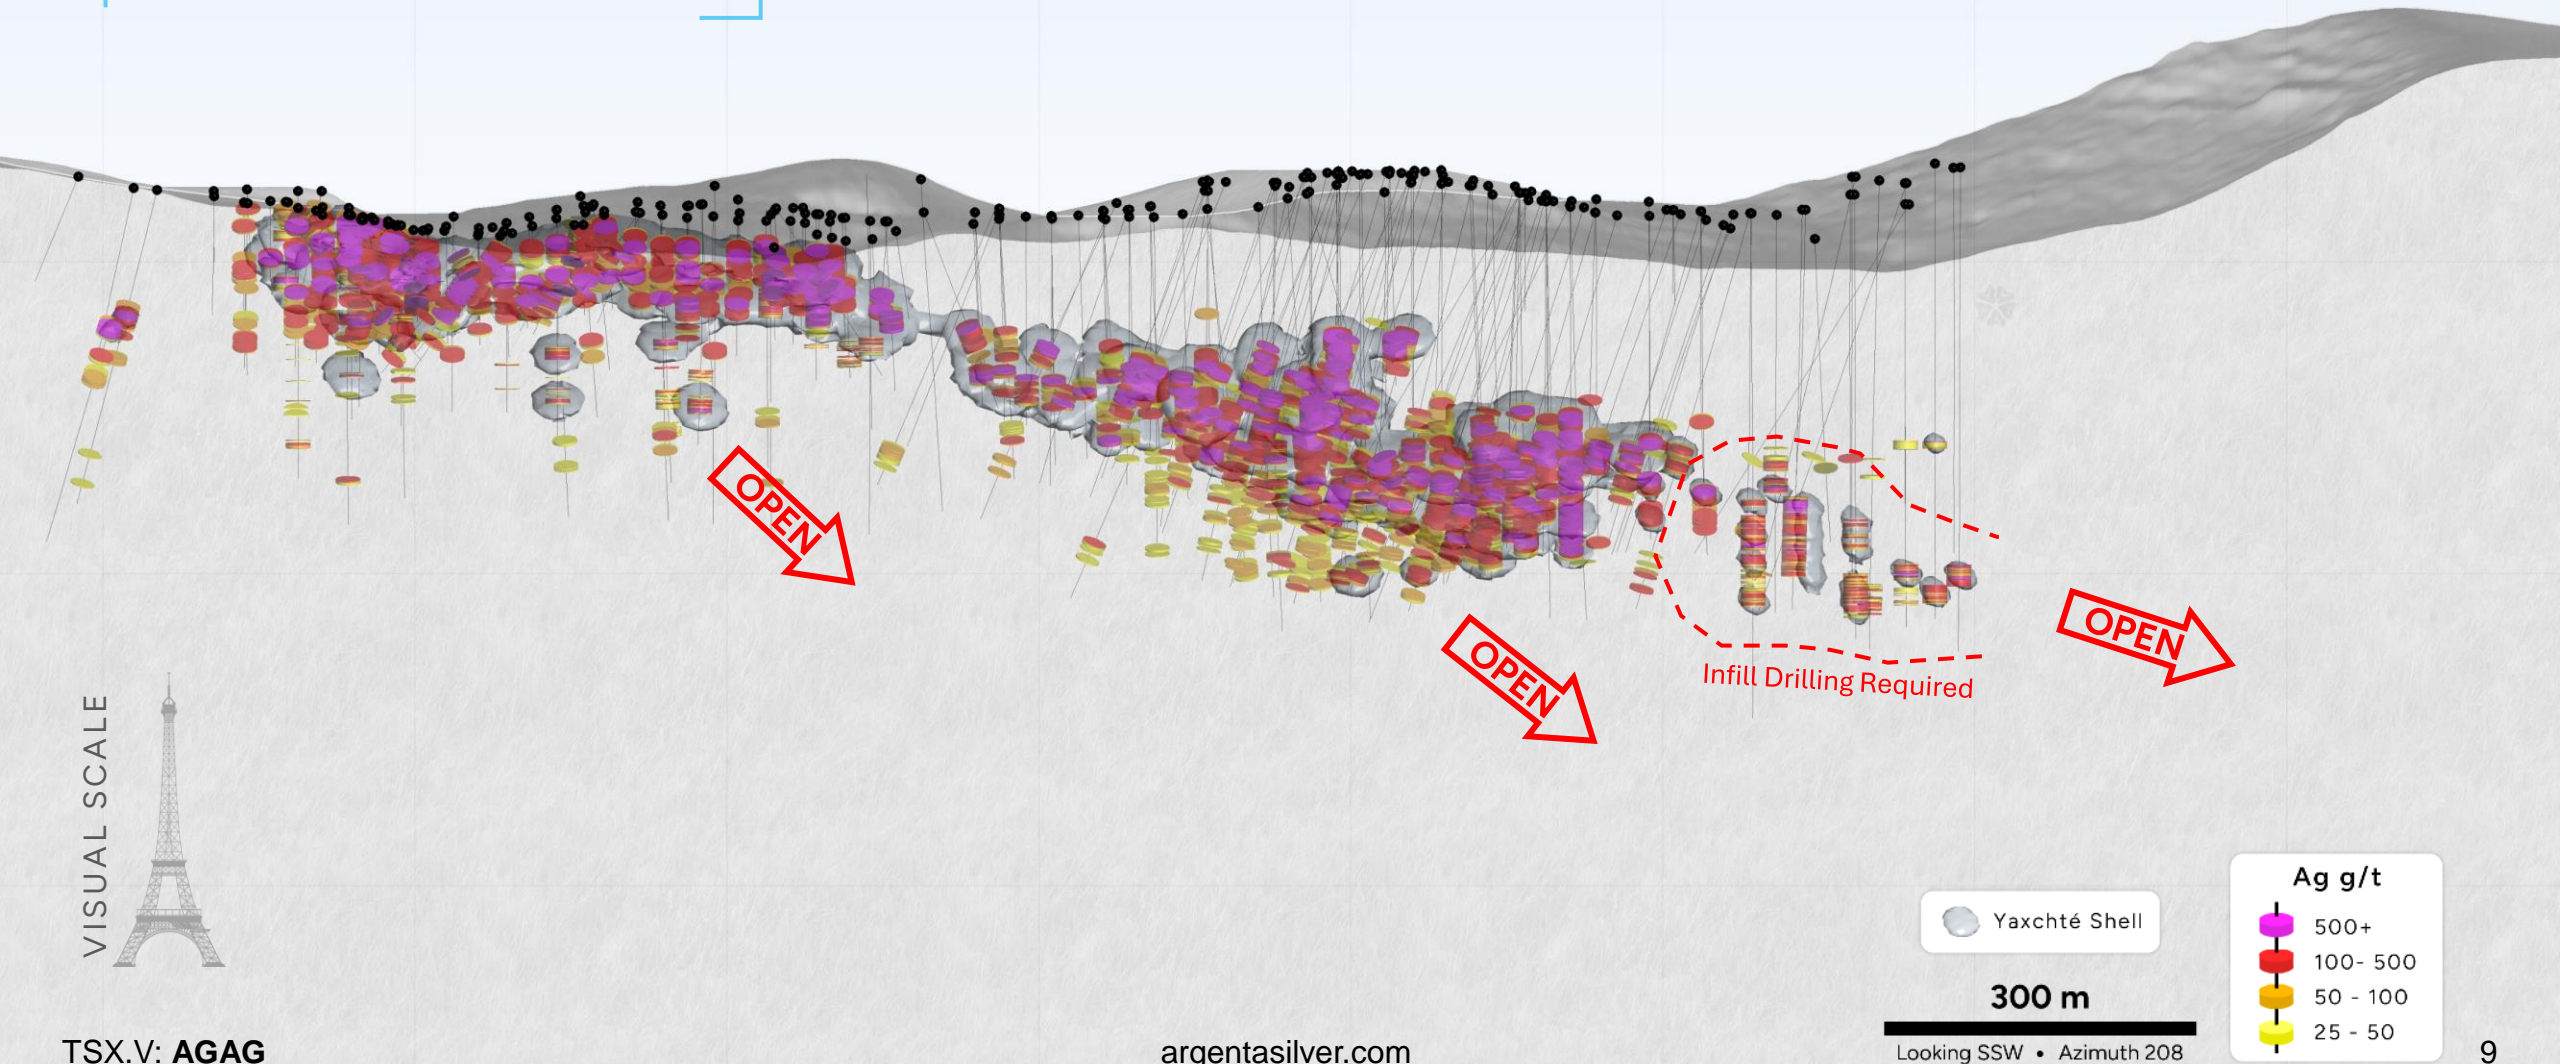 OPEN
OPEN
OPEN
Infill Drilling Required
VISUAL SCALE
Yaxchté Shell
300 m
Looking SSW • Azimuth 208
Ag g/t
500+
100- 500
50 - 100
25 - 50
TSX.V: AGAG
argentasilver.com
9